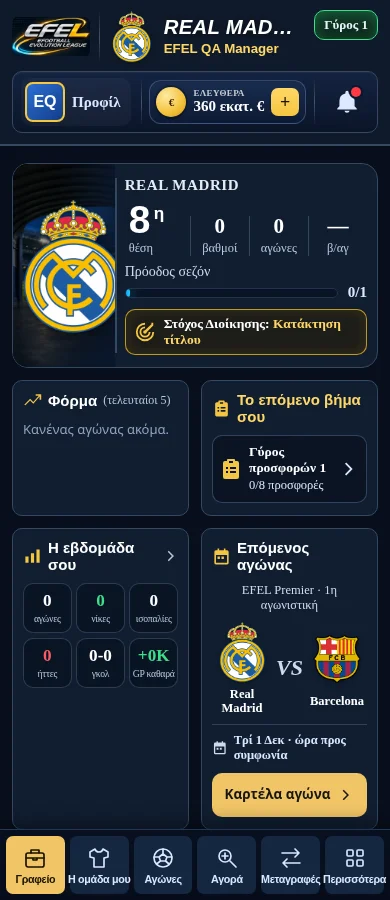 EFEL
EFOOTBALL
EVOLUTION LEAGUE
REAL MAD...
EFEL QA Manager
Γύρος 1
EQ
Προφίλ
€
ΕΛΕΥΘΕΡΑ
360 εκατ. €
+
REAL MADRID
8η
θέση
0
βαθμοί
0
αγώνες
—
β/αγ
Πρόοδος σεζόν
0/1
Στόχος Διοίκησης: Κατάκτηση
τίτλου
Φόρμα (τελευταίοι 5)
Κανένας αγώνας ακόμα.
Το επόμενο βήμα
σου
Γύρος
προσφορών 1
0/8 προσφορές
Η εβδομάδα
σου
0
αγώνες
0
νίκες
0
ισοπαλίες
0
ήττες
0-0
γκολ
+0K
GP καθαρά
Επόμενος
αγώνας
EFEL Premier · 1η
αγωνιστική
VS
Real
Madrid
Barcelona
Τρί 1 Δεκ · ώρα προς
συμφωνία
Καρτέλα αγώνα
Γραφείο
Η ομάδα μου
Αγώνες
Αγορά
Μεταγραφές
Περισσότερα